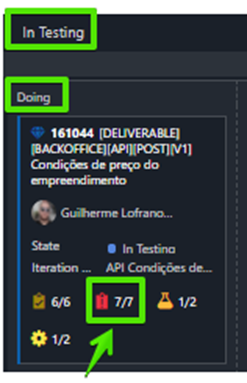 In Testing
Doing
161044 [DELIVERABLE]
[BACKOFFICE][API][POST][V1]
Condições de preço do
empreendimento
Guilherme Lofrano...
State In Testing
Iteration ... API Condições de...
6/6 7/7 1/2
1/2